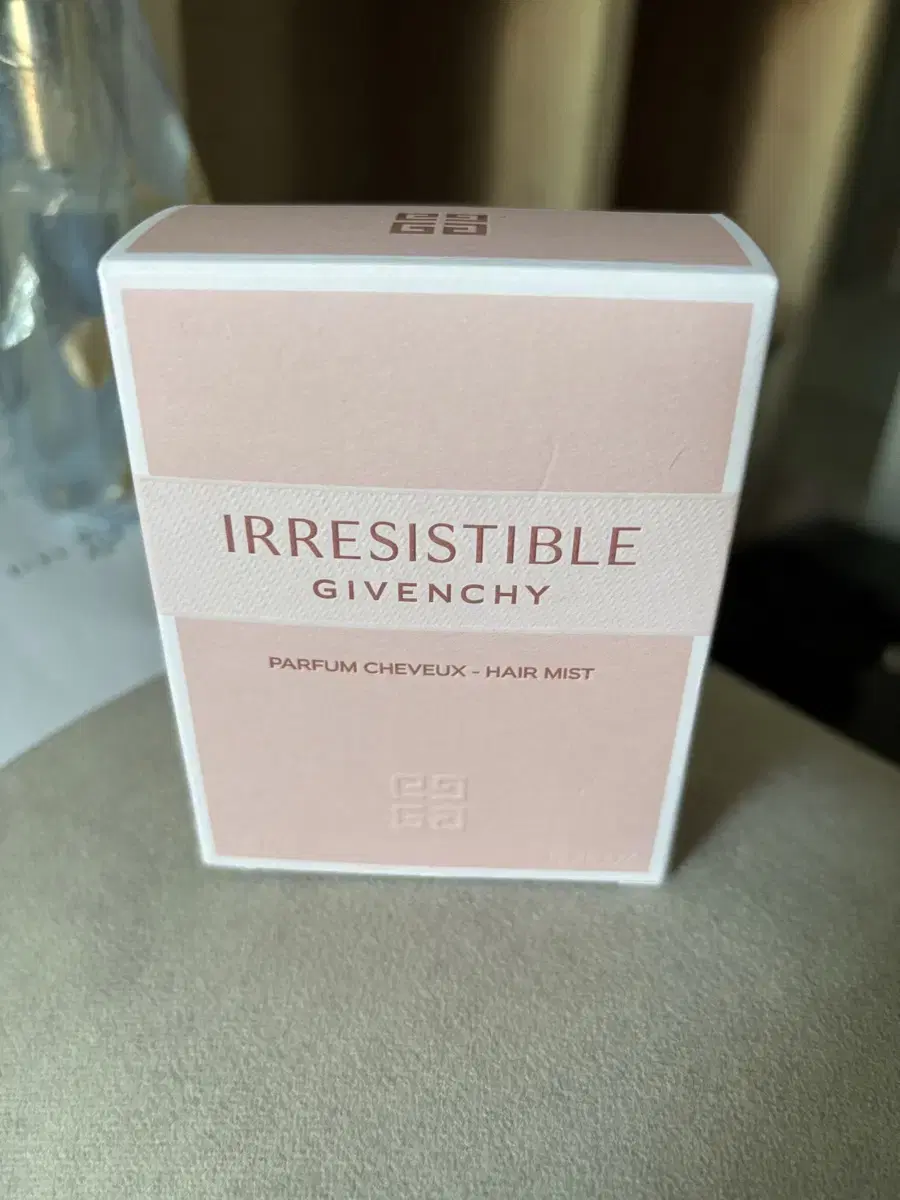 IRRESISTIBLE
GIVENCHY
PARFUM CHEVEUX - HAIR MIST